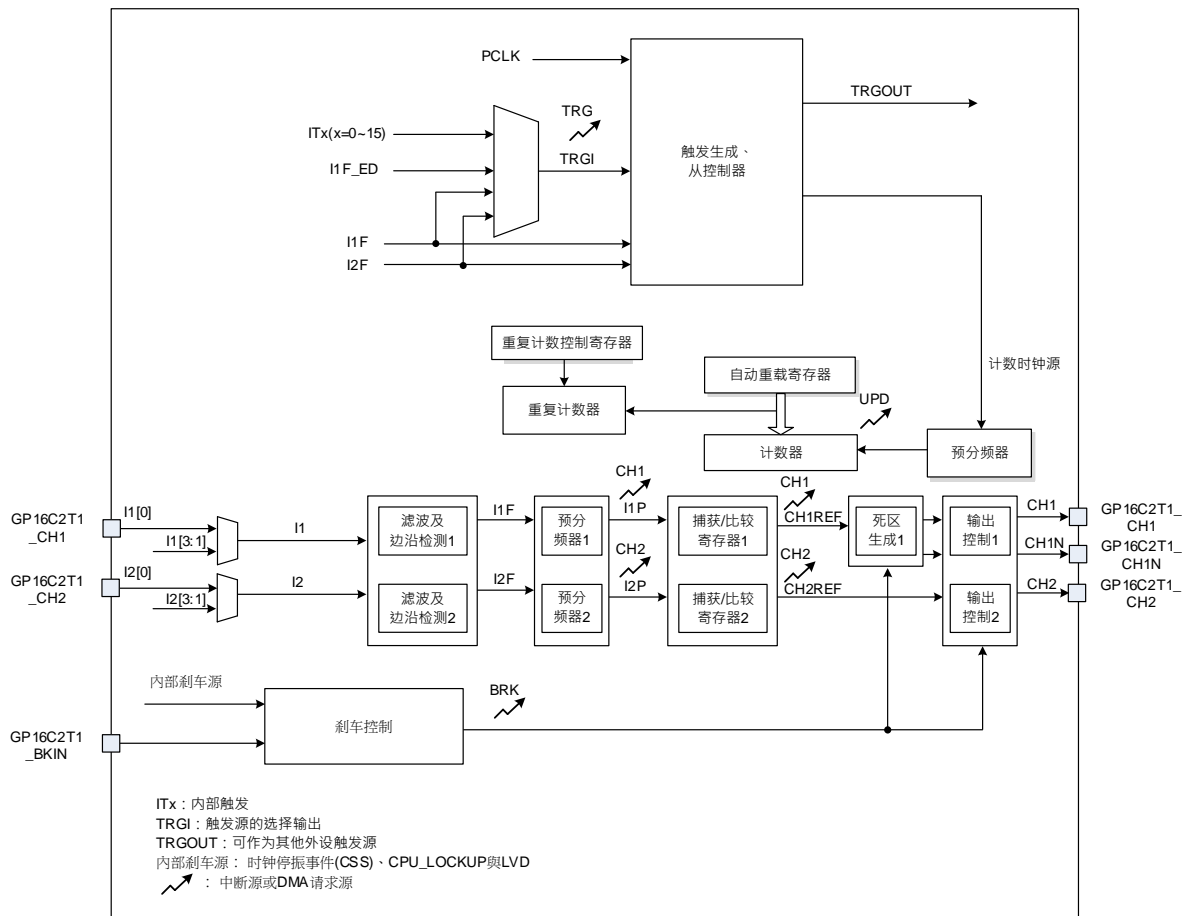 PCLK
TRGOUT
TRG
ITx(x=0~15)
TRGI
I1F_ED
触发生成、
从控制器
I1F
I2F
重复计数控制寄存器
自动重载寄存器
计数时钟源
重复计数器
UPD
计数器
预分频器
GP16C2T1
_CH1
I1[0]
I1[3:1]
I1
滤波及
边沿检测1
I1F
预分
频器1
CH1
I1P
捕获/比较
寄存器1
CH1
CH1REF
死区
生成1
输出
控制1
CH1
GP16C2T1_
CH1
CH1N
GP16C2T1_
CH1N
GP16C2T1
_CH2
I2[0]
I2[3:1]
I2
滤波及
边沿检测2
I2F
预分
频器2
CH2
I2P
捕获/比较
寄存器2
CH2
CH2REF
输出
控制2
CH2
GP16C2T1_
CH2
内部刹车源
GP16C2T1
_BKIN
刹车控制
BRK
ITx：内部触发
TRGI：触发源的选择输出
TRGOUT：可作为其他外设触发源
内部刹车源： 时钟停振事件(CSS)、CPU_LOCKUP與LVD
：中断源或DMA请求源